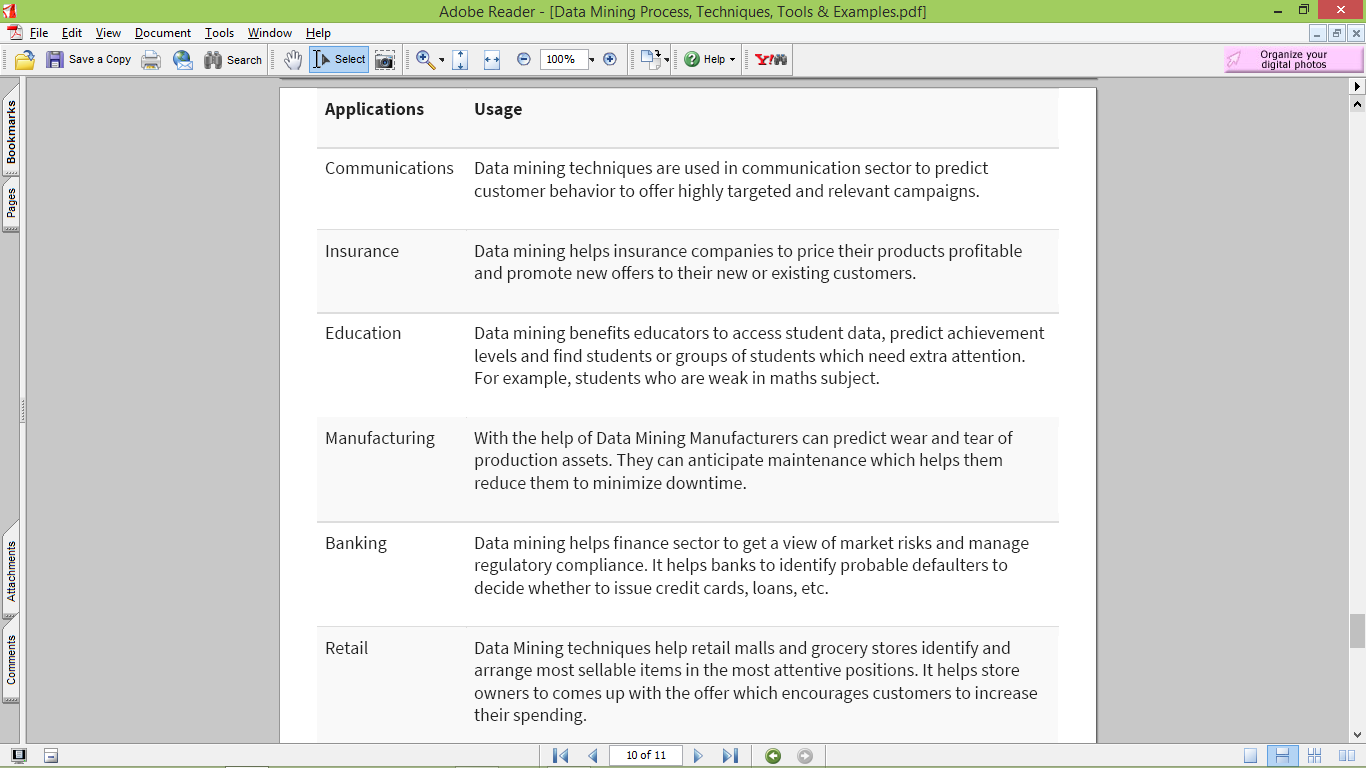 Adobe Reader - [Data Mining Process, Techniques, Tools & Examples.pdf]
File Edit View Document Tools Window Help
Save a Copy Search Select 100% Help Y! Organize your
digital photos
Bookmarks
Pages
Attachments
Comments
Applications Usage
Communications Data mining techniques are used in communication sector to predict
customer behavior to offer highly targeted and relevant campaigns.
Insurance Data mining helps insurance companies to price their products profitable
and promote new offers to their new or existing customers.
Education Data mining benefits educators to access student data, predict achievement
levels and find students or groups of students which need extra attention.
For example, students who are weak in maths subject.
Manufacturing With the help of Data Mining Manufacturers can predict wear and tear of
production assets. They can anticipate maintenance which helps them
reduce them to minimize downtime.
Banking Data mining helps finance sector to get a view of market risks and manage
regulatory compliance. It helps banks to identify probable defaulters to
decide whether to issue credit cards, loans, etc.
Retail Data Mining techniques help retail malls and grocery stores identify and
arrange most sellable items in the most attentive positions. It helps store
owners to comes up with the offer which encourages customers to increase
their spending.
10 of 11